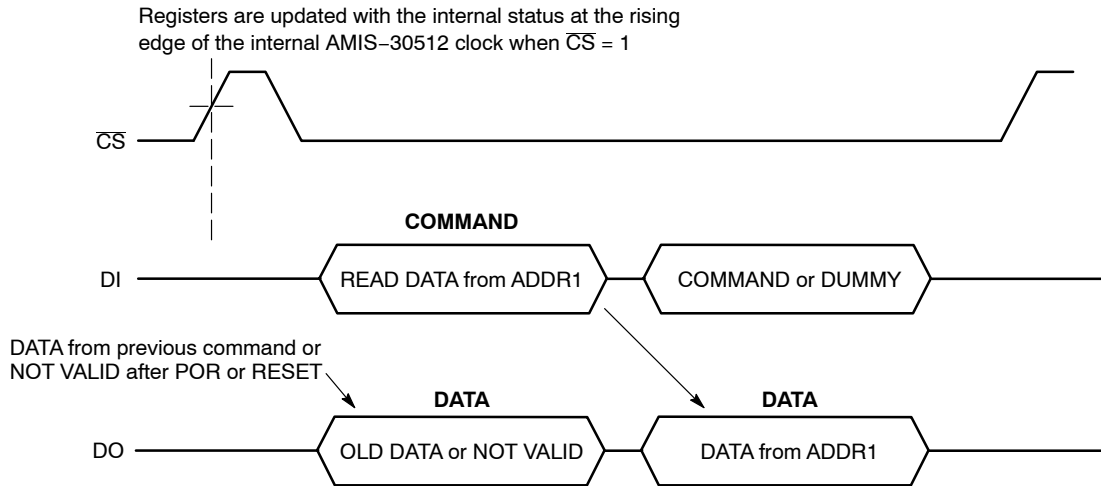 Registers are updated with the internal status at the rising
edge of the internal AMIS−30512 clock when C̅S̅ = 1
C̅S̅
COMMAND
DI
READ DATA from ADDR1
COMMAND or DUMMY
DATA from previous command or
NOT VALID after POR or RESET
DATA
DATA
DO
OLD DATA or NOT VALID
DATA from ADDR1